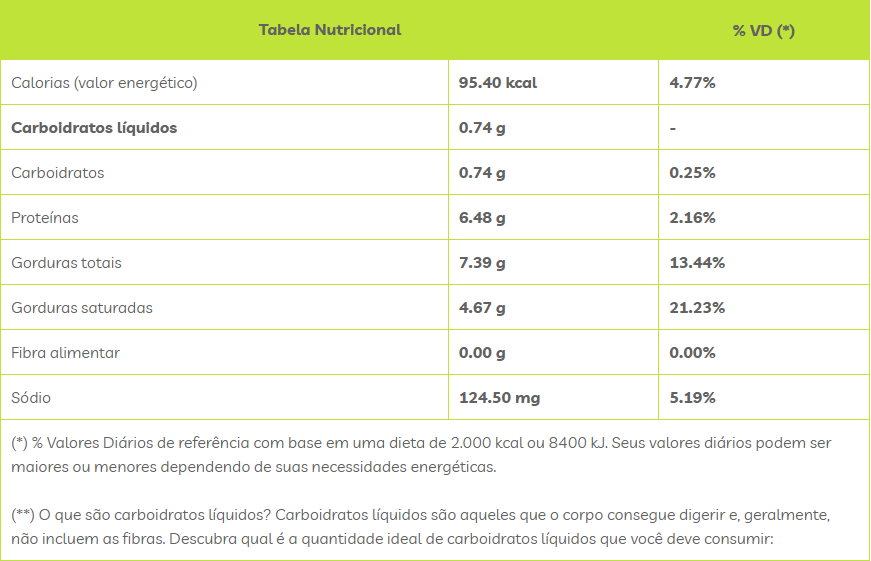 Tabela Nutricional % VD (*)
Calorias (valor energético) 95.40 kcal 4.77%
Carboidratos líquidos 0.74 g -
Carboidratos 0.74 g 0.25%
Proteínas 6.48 g 2.16%
Gorduras totais 7.39 g 13.44%
Gorduras saturadas 4.67 g 21.23%
Fibra alimentar 0.00 g 0.00%
Sódio 124.50 mg 5.19%
(*) % Valores Diários de referência com base em uma dieta de 2.000 kcal ou 8400 kJ. Seus valores diários podem ser
maiores ou menores dependendo de suas necessidades energéticas.
(**) O que são carboidratos líquidos? Carboidratos líquidos são aqueles que o corpo consegue digerir e, geralmente,
não incluem as fibras. Descubra qual é a quantidade ideal de carboidratos líquidos que você deve consumir: